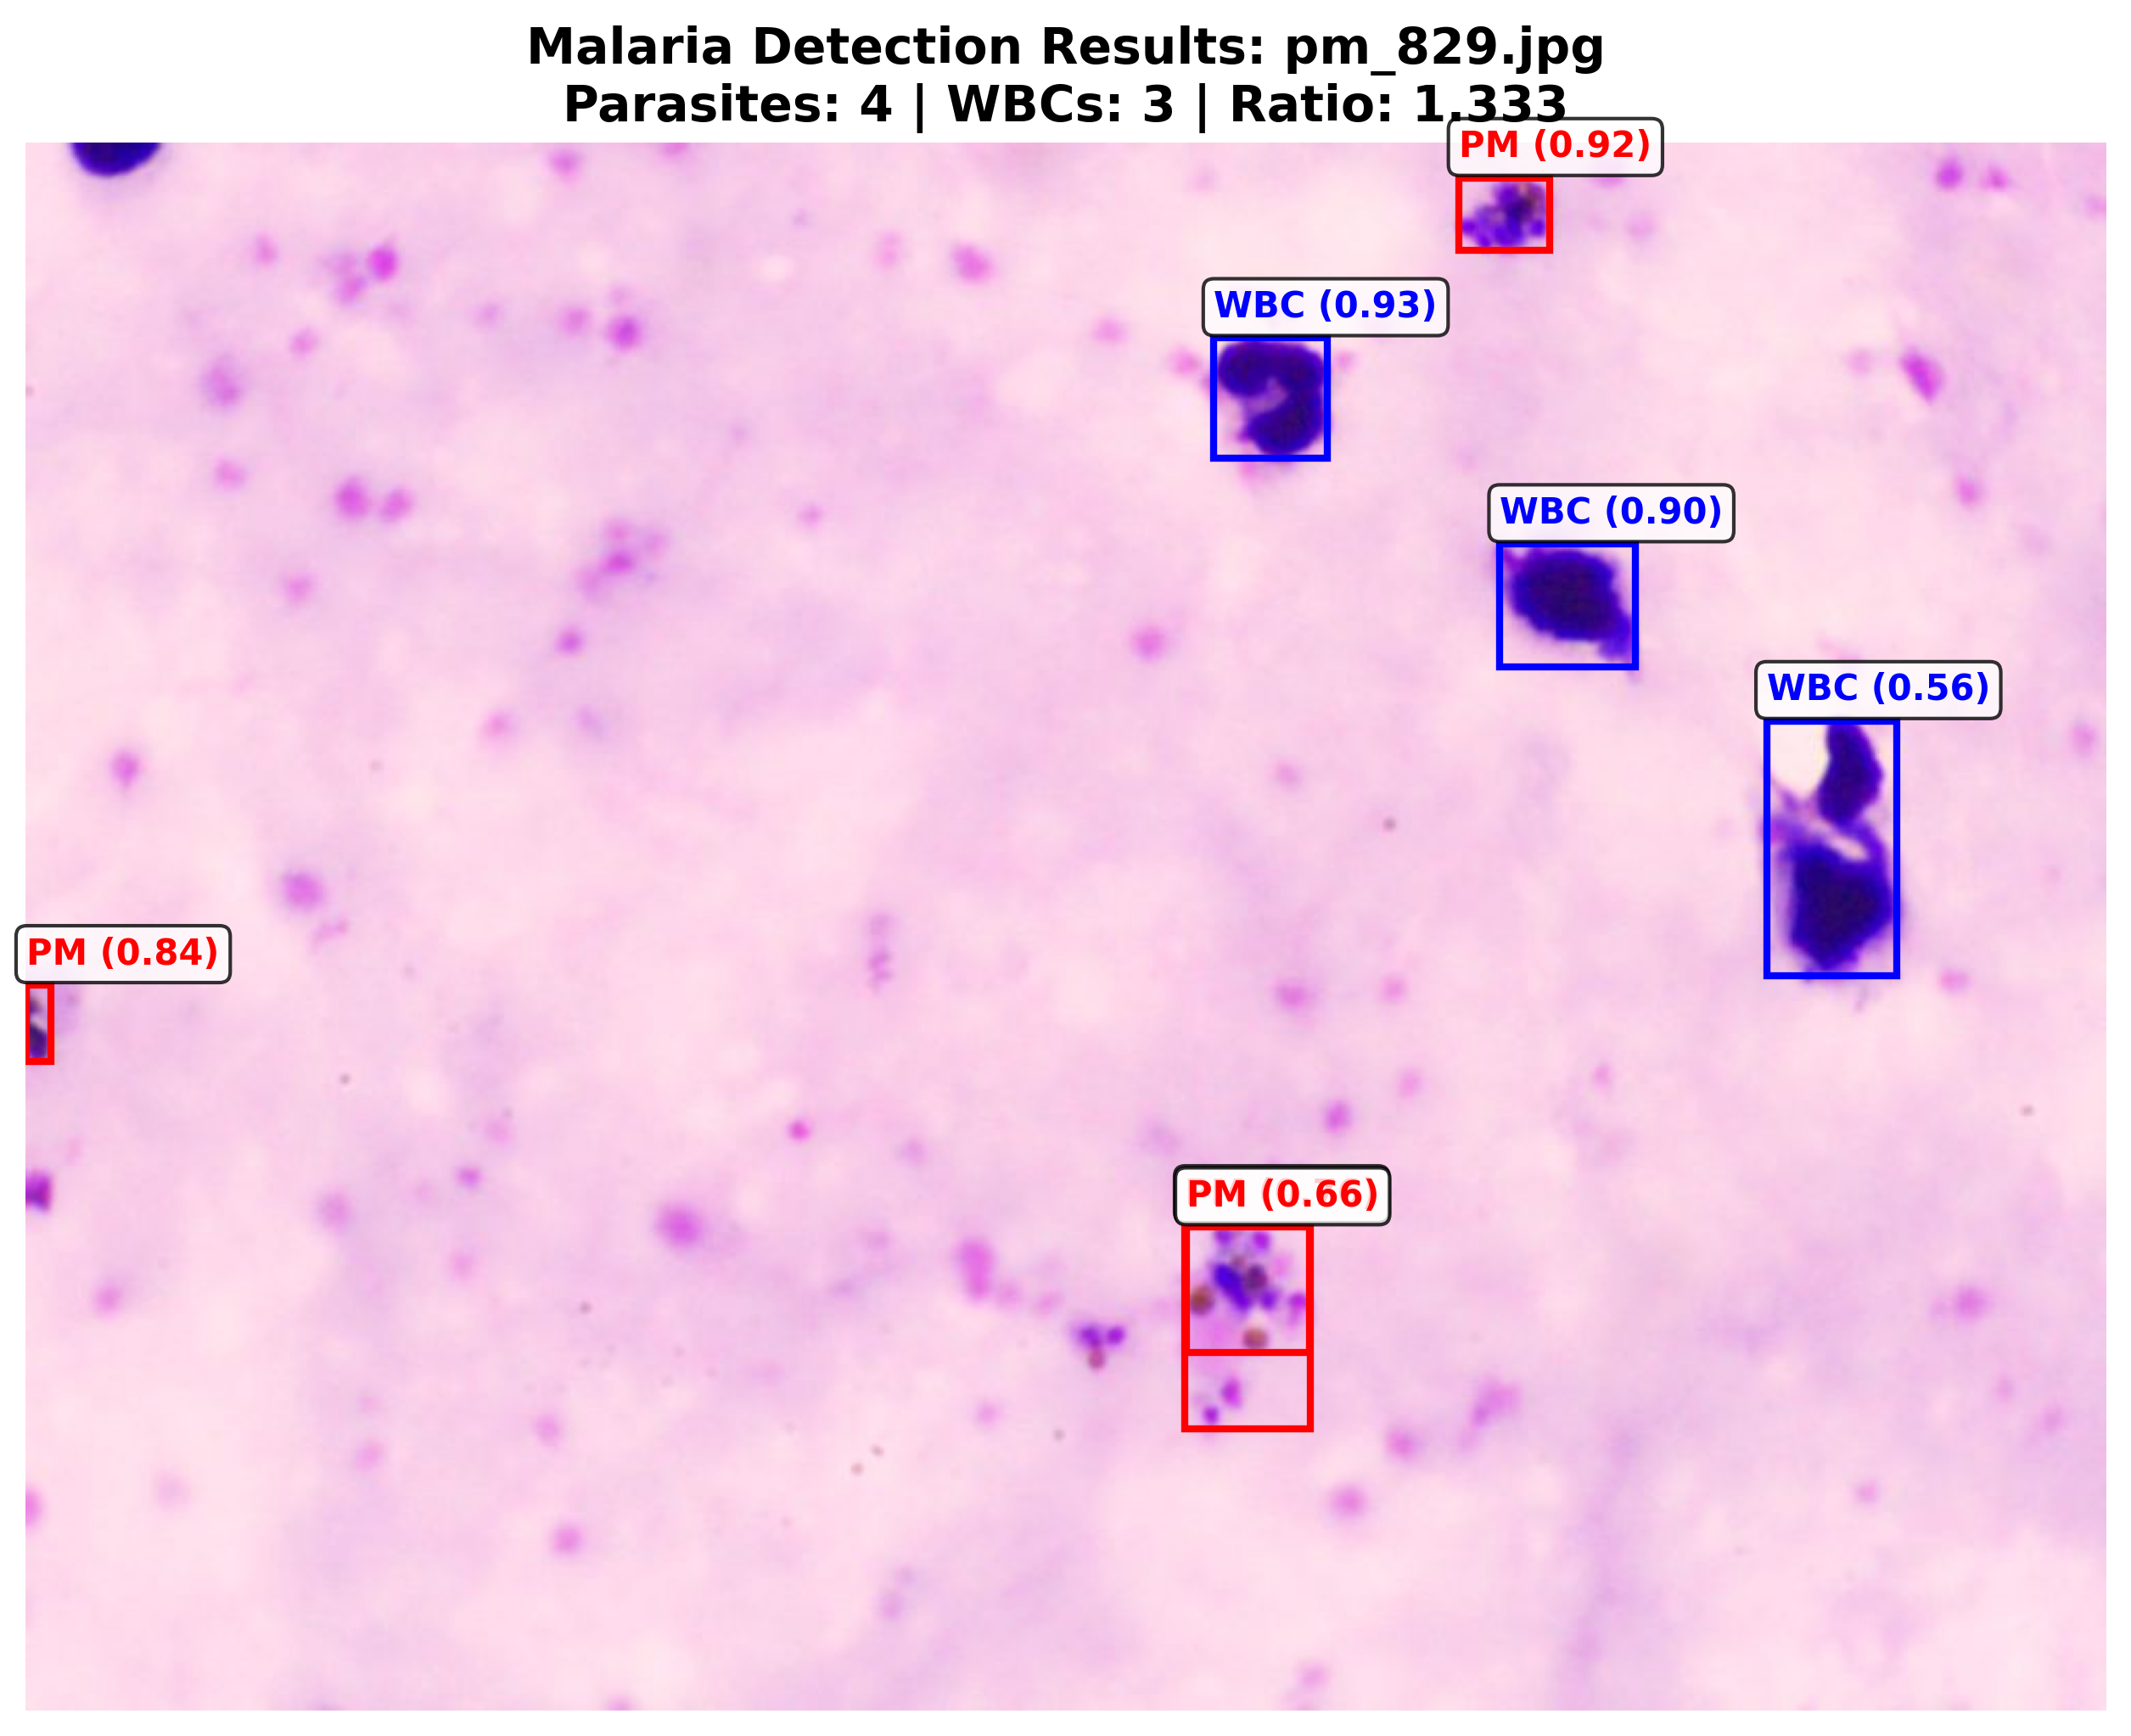 Malaria Detection Results: pm_829.jpg
Parasites: 4 | WBCs: 3 | Ratio: 1.333
PM (0.92)
WBC (0.93)
WBC (0.90)
WBC (0.56)
PM (0.84)
PM (0.66)